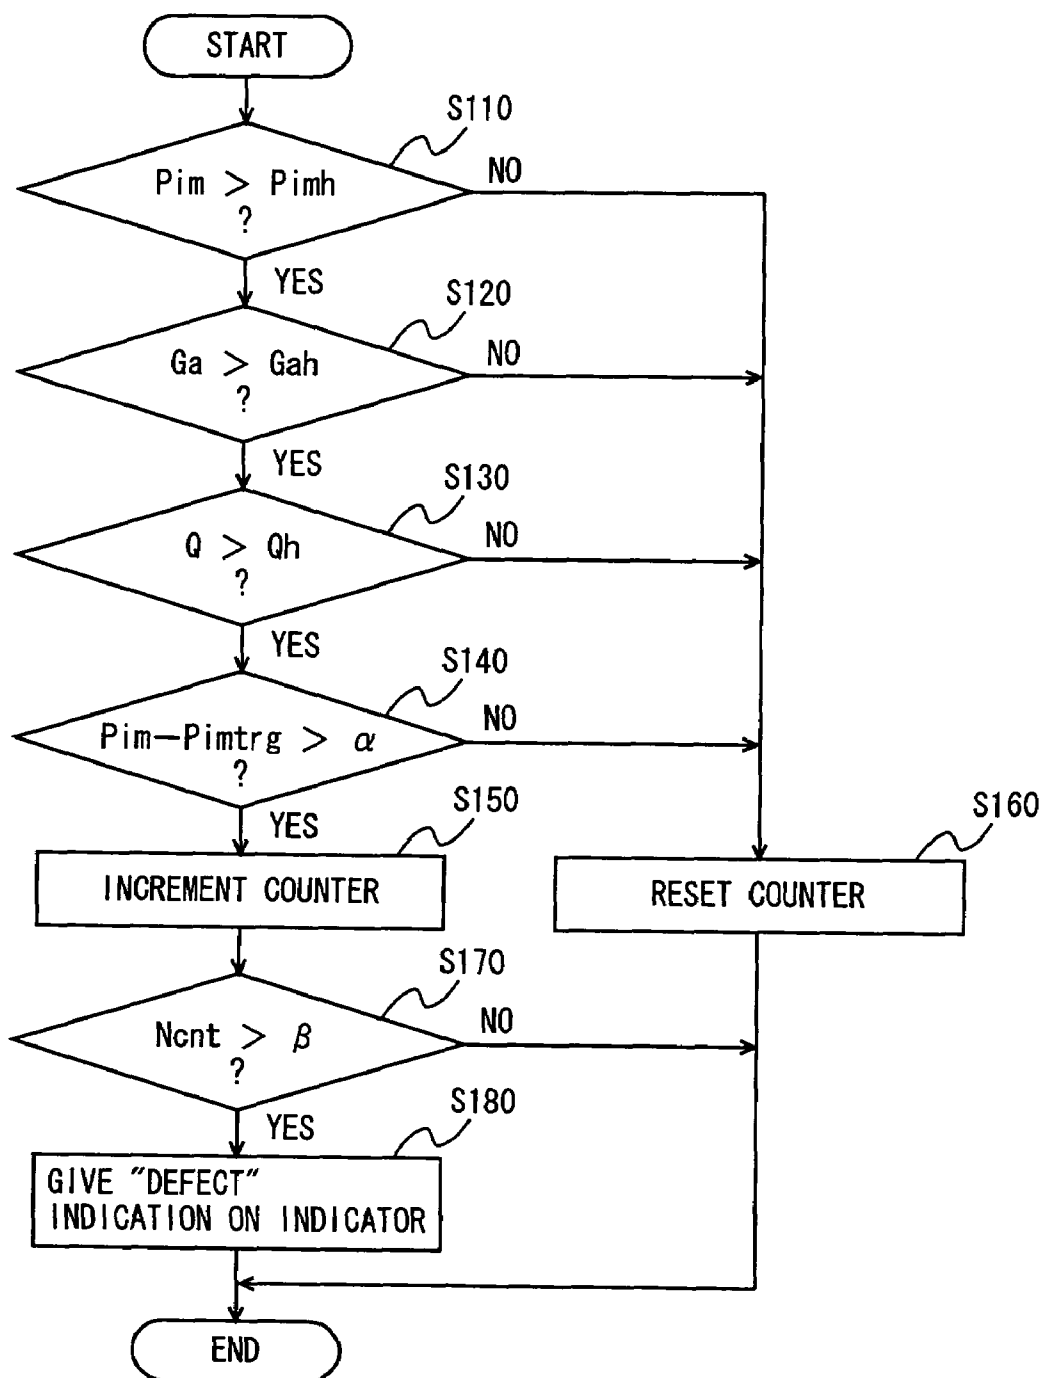 START
S110
Pim > Pimh
?
NO
YES
S120
Ga > Gah
?
NO
YES
S130
Q > Qh
?
NO
YES
S140
Pim−Pimtrg > α
?
NO
YES
S150
INCREMENT COUNTER
S160
RESET COUNTER
S170
Ncnt > β
?
NO
YES
S180
GIVE "DEFECT"
INDICATION ON INDICATOR
END